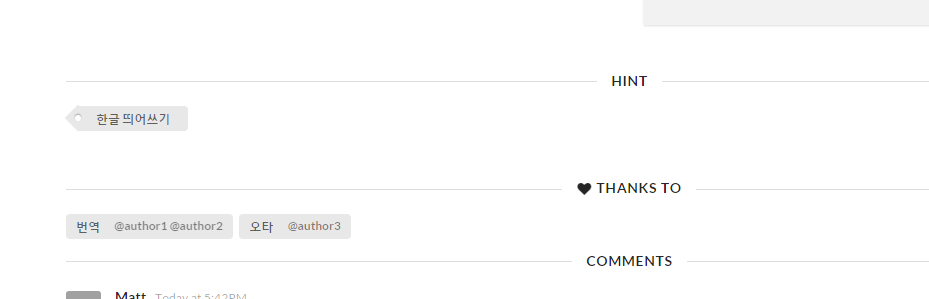 HINT
한글 띄어쓰기
THANKS TO
번역 @author1 @author2 오타 @author3
COMMENTS
Matt Today at 5:42PM